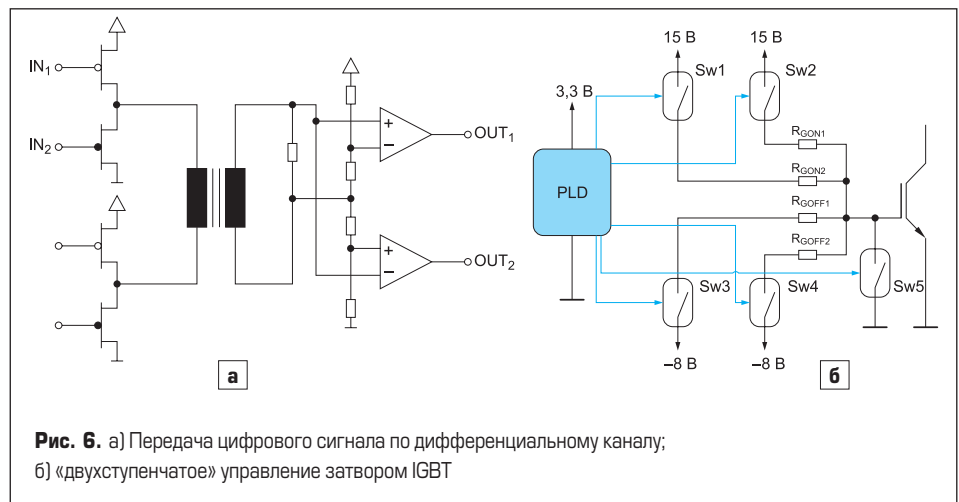 IN1
IN2
OUT1
OUT2
а
3,3 В
PLD
15 В
Sw1
15 В
Sw2
RGON1
RGON2
RGOFF1
RGOFF2
Sw3
Sw4
Sw5
–8 В
–8 В
б
Рис. 6. а) Передача цифрового сигнала по дифференциальному каналу;
б) «двухступенчатое» управление затвором IGBT